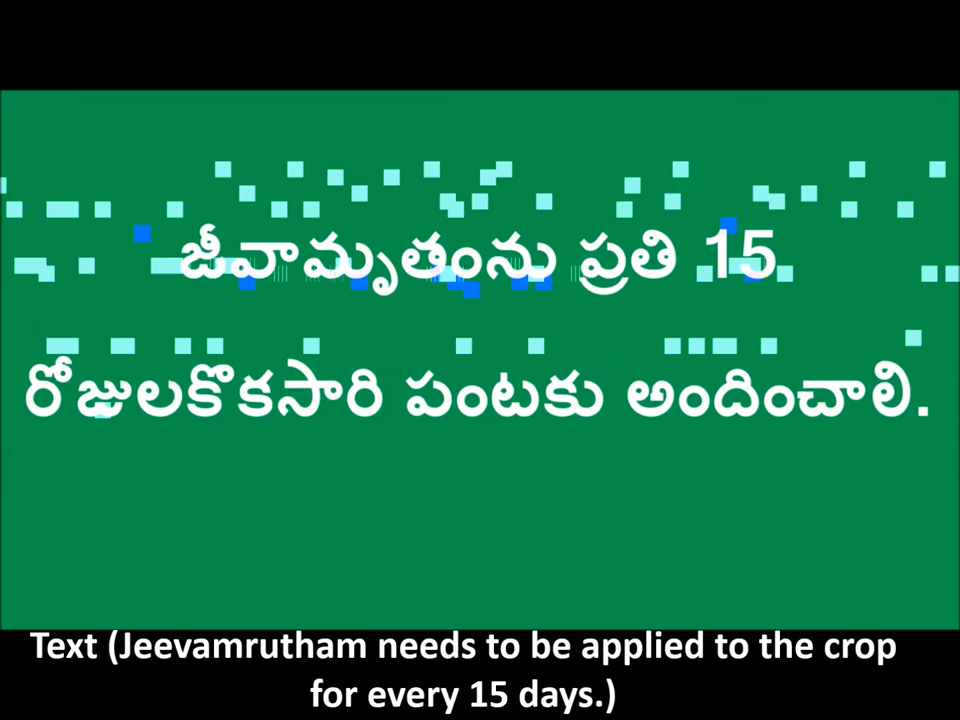 జీవామృతంను ప్రతి 15
రోజులకొకసారి పంటకు అందించాలి.
Text (Jeevamrutham needs to be applied to the crop
for every 15 days.)